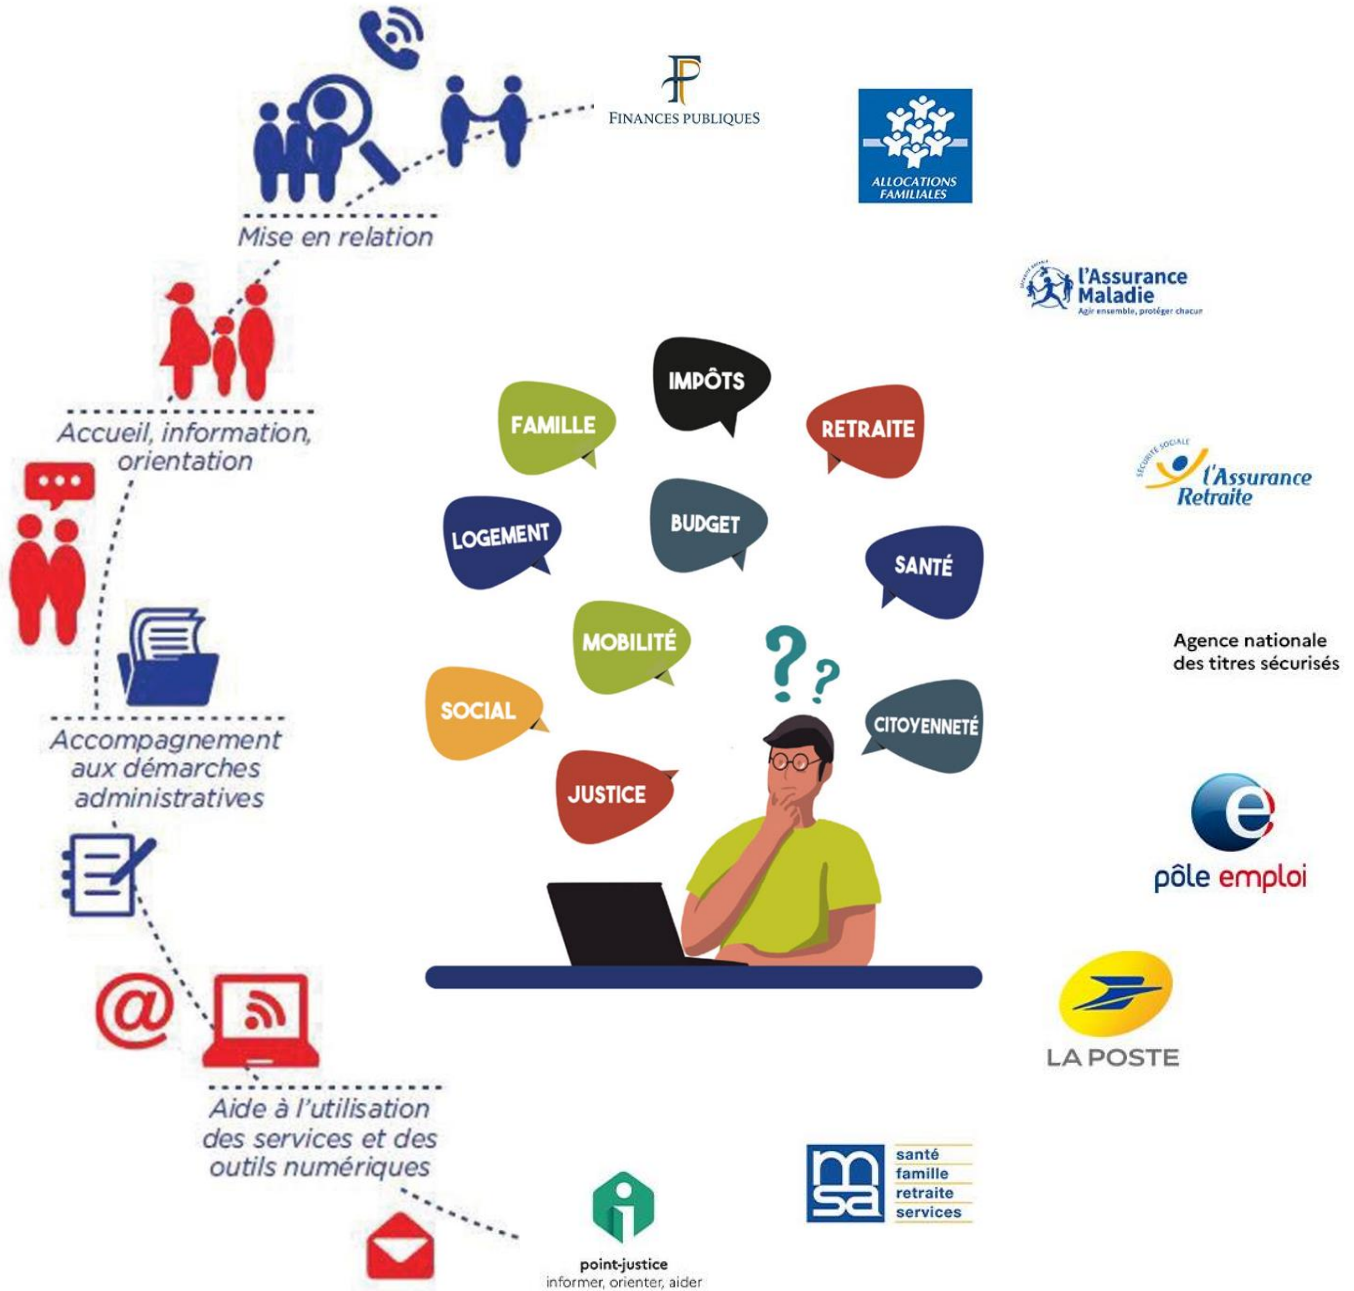 FINANCES PUBLIQUES
ALLOCATIONS
FAMILIALES
Mise en relation
l'Assurance
Maladie
Agir ensemble, protéger chacun
IMPÔTS
FAMILLE
RETRAITE
Accueil, information,
orientation
SÉCURITÉ SOCIALE
l'Assurance
Retraite
LOGEMENT
BUDGET
SANTÉ
MOBILITÉ
? ?
Agence nationale
des titres sécurisés
SOCIAL
CITOYENNETÉ
Accompagnement
aux démarches
administratives
JUSTICE
e
pôle emploi
@
LA POSTE
Aide à l'utilisation
des services et des
outils numériques
msa
santé
famille
retraite
services
i
point-justice
informer, orienter, aider